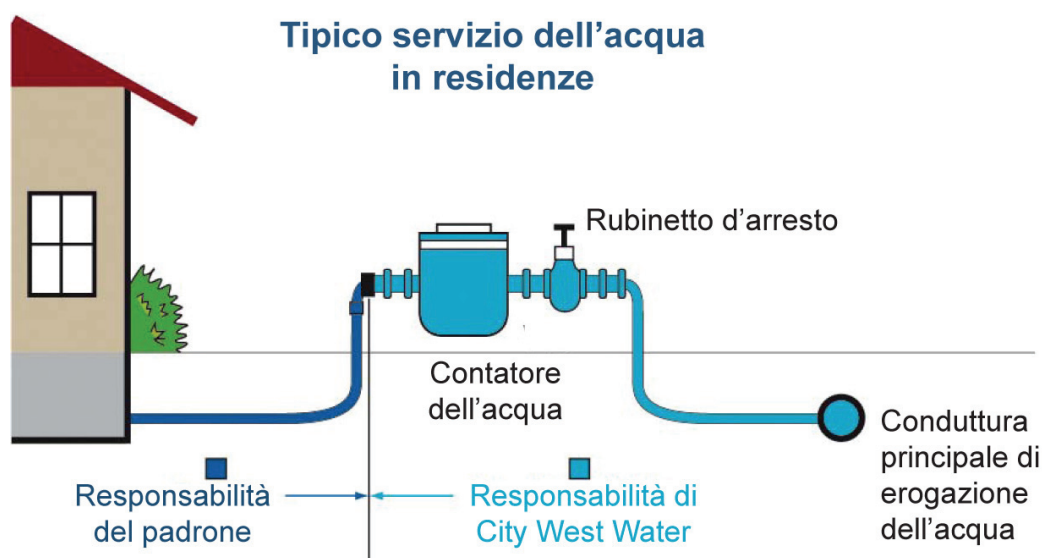 Tipico servizio dell’acqua
in residenze
Rubinetto d’arresto
Contatore
dell’acqua
Conduttura
principale di
erogazione
dell’acqua
Responsabilità
del padrone
Responsabilità di
City West Water